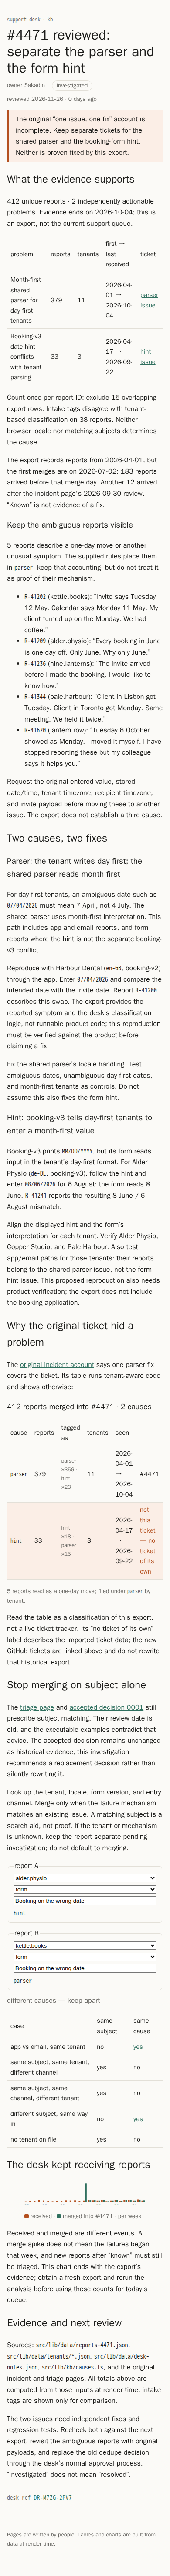 support desk · kb
#4471 reviewed:
separate the parser and
the form hint
owner Sakadin investigated
reviewed 2026-11-26 · 0 days ago
The original "one issue, one fix" account is
incomplete. Keep separate tickets for the
shared parser and the booking-form hint.
Neither is proven fixed by this export.
What the evidence supports
412 unique reports · 2 independently actionable
problems. Evidence ends on 2026-10-04; this is
an export, not the current support queue.
problem reports tenants first → last received ticket
Month-first shared parser for day-first tenants 379 11 2026-04-01 → 2026-10-04 parser issue
Booking-v3 date hint conflicts with tenant parsing 33 3 2026-04-17 → 2026-09-22 hint issue
Count once per report ID: exclude 15 overlapping
export rows. Intake tags disagree with tenant-
based classification on 38 reports. Neither
browser locale nor matching subjects determines
the cause.
The export records reports from 2026-04-01, but
the first merges are on 2026-07-02: 183 reports
arrived before that merge day. Another 12 arrived
after the incident page's 2026-09-30 review.
"Known" is not evidence of a fix.
Keep the ambiguous reports visible
5 reports describe a one-day move or another
unusual symptom. The supplied rules place them
in parser; keep that accounting, but do not treat it
as proof of their mechanism.
R-41202 (kettle.books): "Invite says Tuesday
12 May. Calendar says Monday 11 May. My
client turned up on the Monday. We had
coffee."
R-41209 (alder.physio): "Every booking in June
is one day off. Only June. Why only June."
R-41236 (nine.lanterns): "The invite arrived
before I made the booking. I would like to
know how."
R-41344 (pale.harbour): "Client in Lisbon got
Tuesday. Client in Toronto got Monday. Same
meeting. We held it twice."
R-41620 (lantern.row): "Tuesday 6 October
showed as Monday. I moved it myself. I have
stopped reporting these but my colleague
says it helps you."
Request the original entered value, stored
date/time, tenant timezone, recipient timezone,
and invite payload before moving these to another
issue. The export does not establish a third cause.
Two causes, two fixes
Parser: the tenant writes day first; the
shared parser reads month first
For day-first tenants, an ambiguous date such as
07/04/2026 must mean 7 April, not 4 July. The
shared parser uses month-first interpretation. This
path includes app and email reports, and form
reports where the hint is not the separate booking-
v3 conflict.
Reproduce with Harbour Dental (en-GB, booking-v2)
through the app. Enter 07/04/2026 and compare the
intended date with the invite date. Report R-41200
describes this swap. The export provides the
reported symptom and the desk's classification
logic, not runnable product code; this reproduction
must be verified against the product before
claiming a fix.
Fix the shared parser's locale handling. Test
ambiguous dates, unambiguous day-first dates,
and month-first tenants as controls. Do not
assume this also fixes the form hint.
Hint: booking-v3 tells day-first tenants to
enter a month-first value
Booking-v3 prints MM/DD/YYYY, but its form reads
input in the tenant's day-first format. For Alder
Physio (de-DE, booking-v3), follow the hint and
enter 08/06/2026 for 6 August: the form reads 8
June. R-41241 reports the resulting 8 June / 6
August mismatch.
Align the displayed hint and the form's
interpretation for each tenant. Verify Alder Physio,
Copper Studio, and Pale Harbour. Also test
app/email paths for those tenants: their reports
belong to the shared-parser issue, not the form-
hint issue. This proposed reproduction also needs
product verification; the export does not include
the booking application.
Why the original ticket hid a
problem
The original incident account says one parser fix
covers the ticket. Its table runs tenant-aware code
and shows otherwise:
412 reports merged into #4471 · 2 causes
cause reports tagged as tenants seen
parser 379 parser ×356 · hint ×23 11 2026-04-01 → 2026-10-04 #4471
hint 33 hint ×18 · parser ×15 3 2026-04-17 → 2026-09-22 not this ticket — no ticket of its own
5 reports read as a one-day move; filed under parser by
tenant.
Read the table as a classification of this export,
not a live ticket tracker. Its "no ticket of its own"
label describes the imported ticket data; the new
GitHub tickets are linked above and do not rewrite
that historical export.
Stop merging on subject alone
The triage page and accepted decision 0001 still
describe subject matching. Their review date is
old, and the executable examples contradict that
advice. The accepted decision remains unchanged
as historical evidence; this investigation
recommends a replacement decision rather than
silently rewriting it.
Look up the tenant, locale, form version, and entry
channel. Merge only when the failure mechanism
matches an existing issue. A matching subject is a
search aid, not proof. If the tenant or mechanism
is unknown, keep the report separate pending
investigation; do not default to merging.
report A
alder.physio
form
Booking on the wrong date
hint
report B
kettle.books
form
Booking on the wrong date
parser
different causes — keep apart
case same subject same cause
app vs email, same tenant no yes
same subject, same tenant, different channel yes no
same subject, same channel, different tenant yes no
different subject, same way in no yes
no tenant on file yes no
The desk kept receiving reports
received merged into #4471 · per week
Received and merged are different events. A
merge spike does not mean the failures began
that week, and new reports after "known" must still
be triaged. This chart ends with the export's
evidence; obtain a fresh export and rerun the
analysis before using these counts for today's
queue.
Evidence and next review
Sources: src/lib/data/reports-4471.json,
src/lib/data/tenants/*.json, src/lib/data/desk-
notes.json, src/lib/kb/causes.ts, and the original
incident and triage pages. All totals above are
computed from those inputs at render time; intake
tags are shown only for comparison.
The two issues need independent fixes and
regression tests. Recheck both against the next
export, revisit the ambiguous reports with original
payloads, and replace the old dedupe decision
through the desk's normal approval process.
"Investigated" does not mean "resolved".
desk ref DR-M7Z6-2PV7
Pages are written by people. Tables and charts are built from
data at render time.